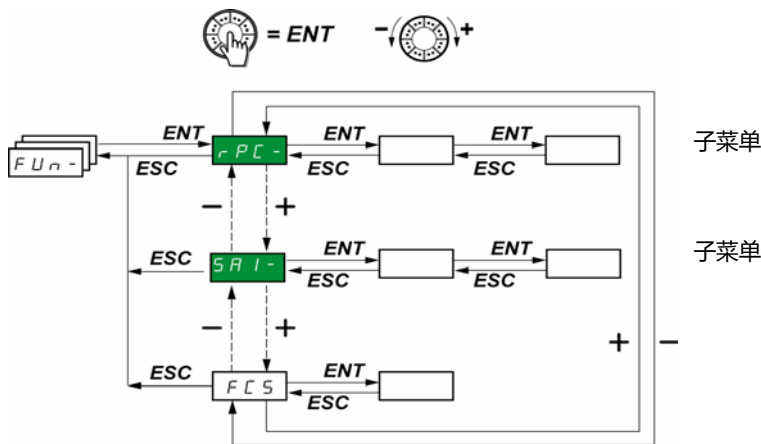 = ENT
- +
FUn-
ENT
ESC
rPC-
ENT
ESC
ENT
ESC
子菜单
- +
ESC
SAI-
ENT
ESC
ENT
ESC
子菜单
- +
+ -
ESC
FCS
ENT
ESC